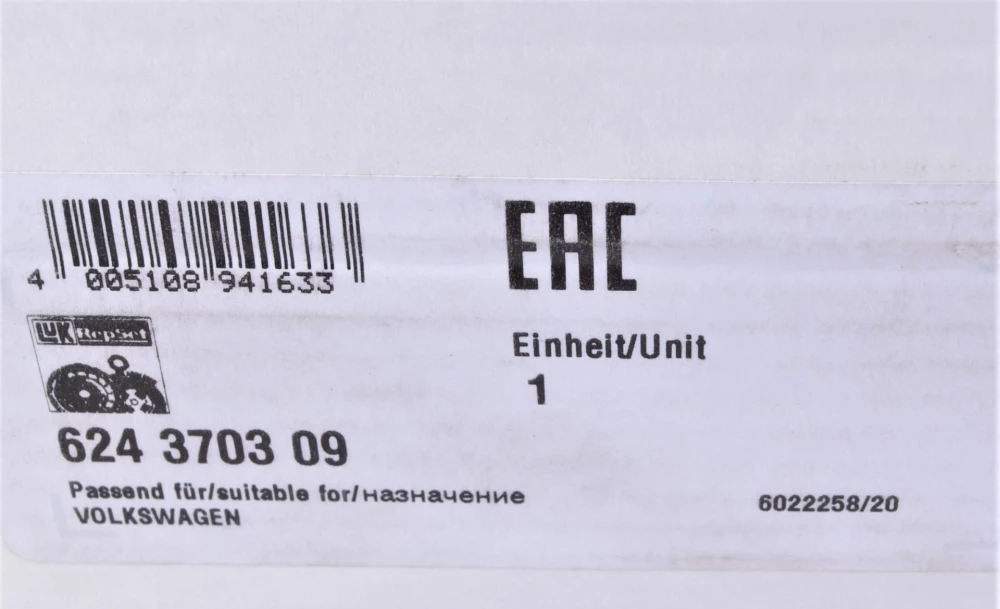 EAC
4 005108 941633
LUK
Einheit/Unit
1
624 3703 09
Passend für/suitable for/назначение
VOLKSWAGEN
6022258/20